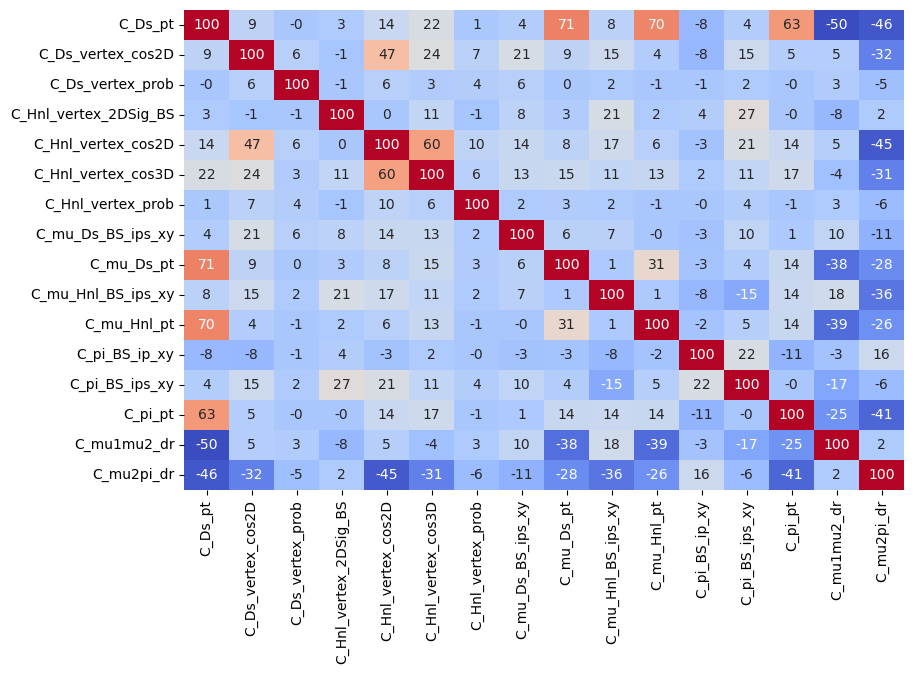 C_Ds_pt 100 9 -0 3 14 22 1 4 71 8 70 -8 4 63 -50 -46
C_Ds_vertex_cos2D 9 100 6 -1 47 24 7 21 9 15 4 -8 15 5 5 -32
C_Ds_vertex_prob -0 6 100 -1 6 3 4 6 0 2 -1 -1 2 -0 3 -5
C_Hnl_vertex_2DSig_BS 3 -1 -1 100 0 11 -1 8 3 21 2 4 27 -0 -8 2
C_Hnl_vertex_cos2D 14 47 6 0 100 60 10 14 8 17 6 -3 21 14 5 -45
C_Hnl_vertex_cos3D 22 24 3 11 60 100 6 13 15 11 13 2 11 17 -4 -31
C_Hnl_vertex_prob 1 7 4 -1 10 6 100 2 3 2 -1 -0 4 -1 3 -6
C_mu_Ds_BS_ips_xy 4 21 6 8 14 13 2 100 6 7 -0 -3 10 1 10 -11
C_mu_Ds_pt 71 9 0 3 8 15 3 6 100 1 31 -3 4 14 -38 -28
C_mu_Hnl_BS_ips_xy 8 15 2 21 17 11 2 7 1 100 1 -8 -15 14 18 -36
C_mu_Hnl_pt 70 4 -1 2 6 13 -1 -0 31 1 100 -2 5 14 -39 -26
C_pi_BS_ip_xy -8 -8 -1 4 -3 2 -0 -3 -3 -8 -2 100 22 -11 -3 16
C_pi_BS_ips_xy 4 15 2 27 21 11 4 10 4 -15 5 22 100 -0 -17 -6
C_pi_pt 63 5 -0 -0 14 17 -1 1 14 14 14 -11 -0 100 -25 -41
C_mu1mu2_dr -50 5 3 -8 5 -4 3 10 -38 18 -39 -3 -17 -25 100 2
C_mu2pi_dr -46 -32 -5 2 -45 -31 -6 -11 -28 -36 -26 16 -6 -41 2 100
C_Ds_pt
C_Ds_vertex_cos2D
C_Ds_vertex_prob
C_Hnl_vertex_2DSig_BS
C_Hnl_vertex_cos2D
C_Hnl_vertex_cos3D
C_Hnl_vertex_prob
C_mu_Ds_BS_ips_xy
C_mu_Ds_pt
C_mu_Hnl_BS_ips_xy
C_mu_Hnl_pt
C_pi_BS_ip_xy
C_pi_BS_ips_xy
C_pi_pt
C_mu1mu2_dr
C_mu2pi_dr